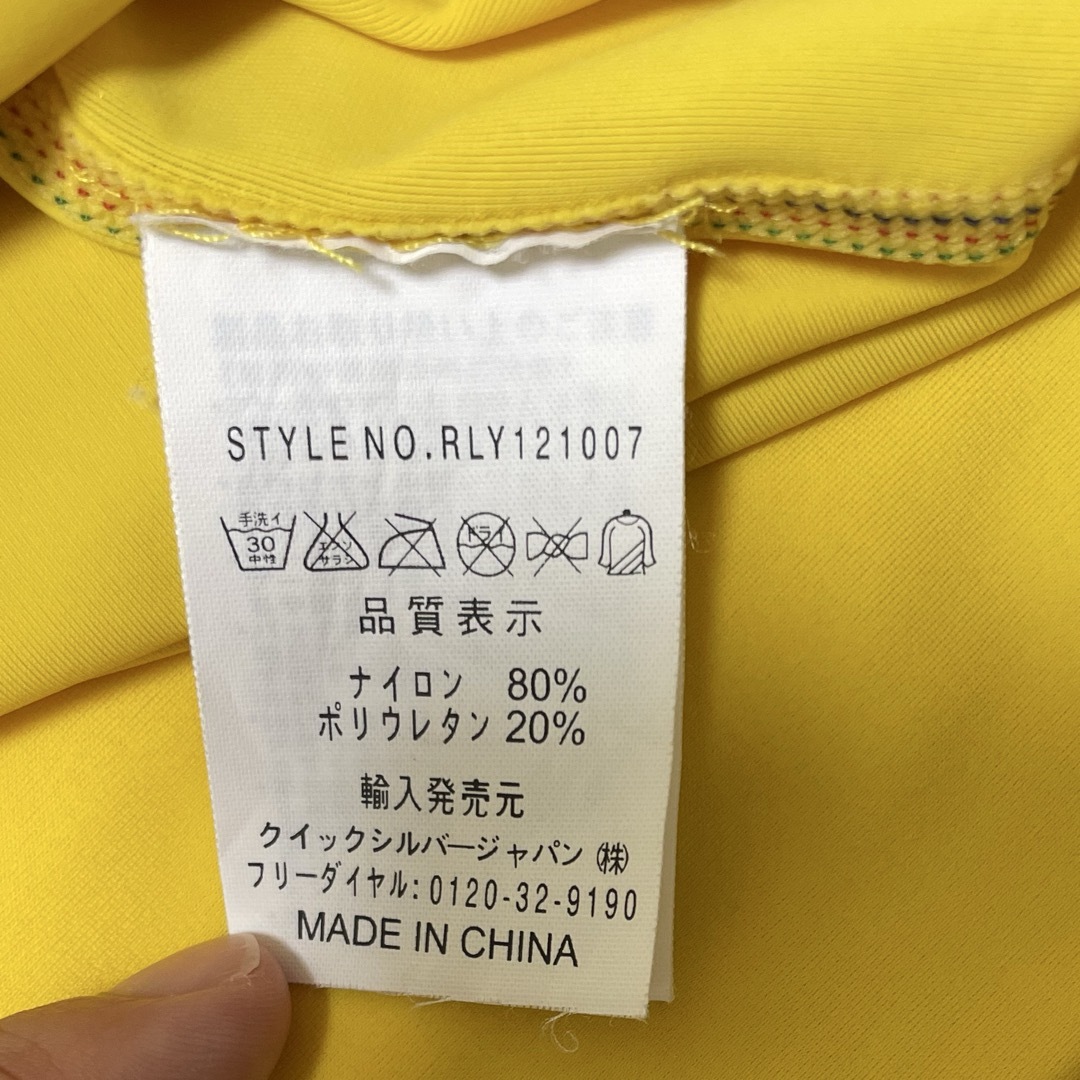 STYLE NO.RLY121007
手洗イ 30 中性 エンソ サラシ ドライ
品質表示
ナイロン 80%
ポリウレタン 20%
輸入発売元
クイックシルバージャパン (株)
フリーダイヤル:0120-32-9190
MADE IN CHINA